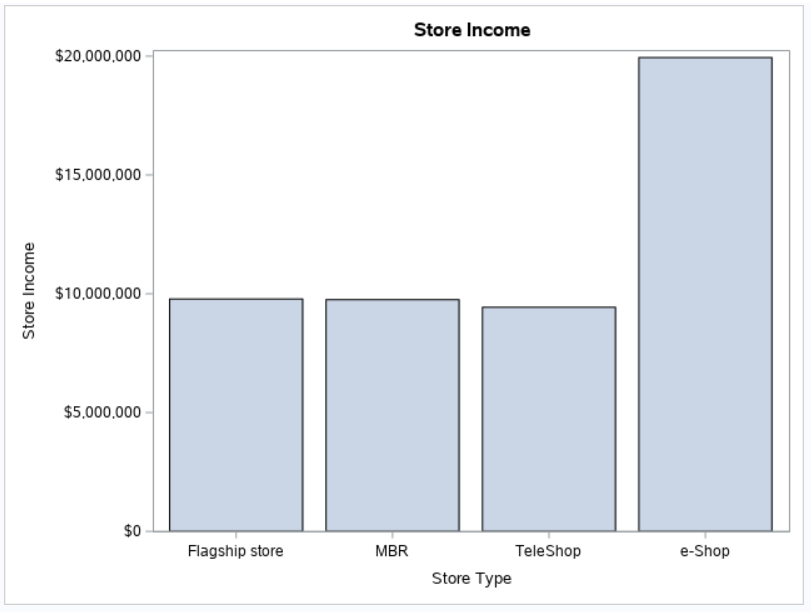 Store Income
$20,000,000
$15,000,000
$10,000,000
$5,000,000
$0
Store Income
Flagship store MBR TeleShop e-Shop
Store Type